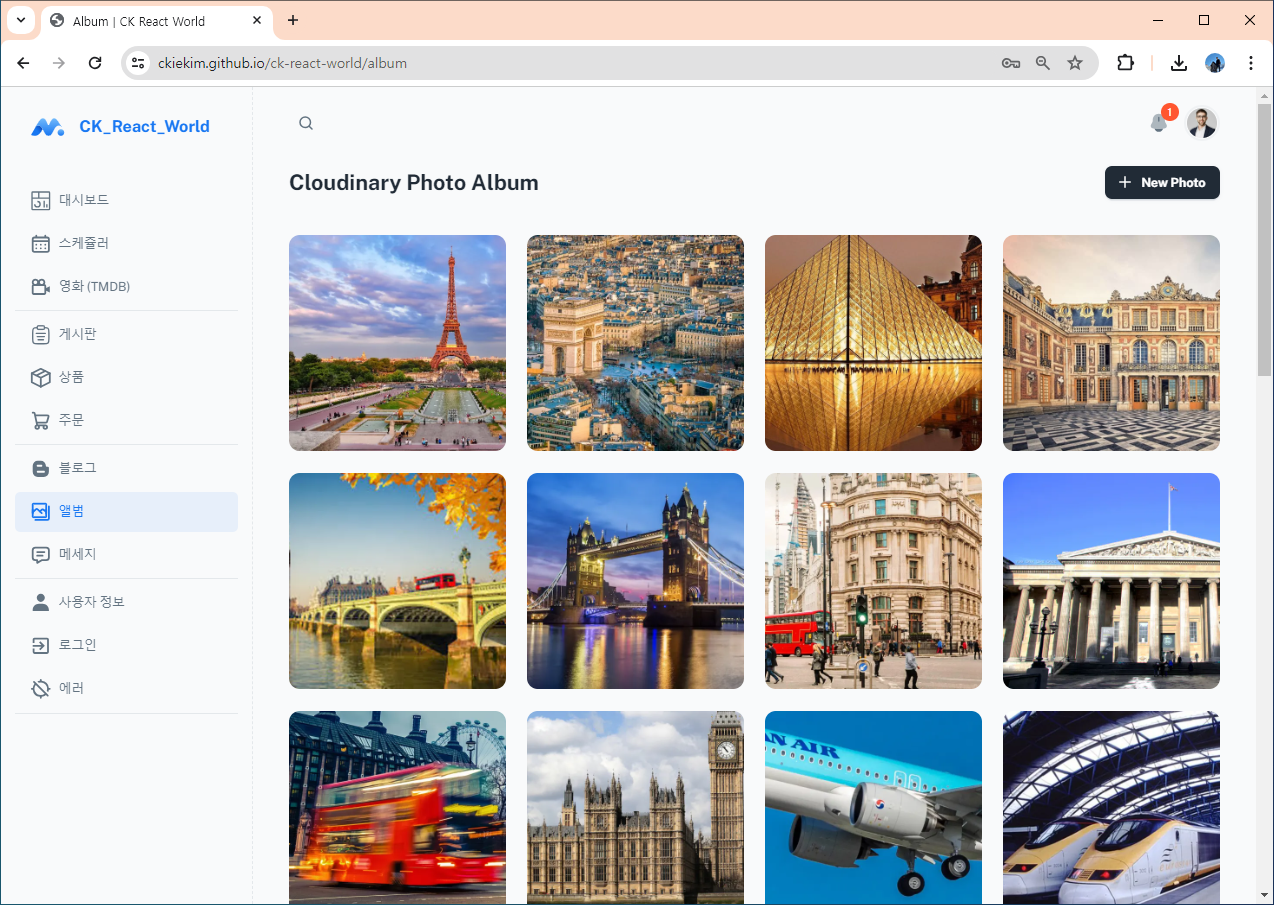 Album | CK React World
ckiekim.github.io/ck-react-world/album
CK_React_World
1
대시보드
스케쥴러
영화 (TMDB)
게시판
상품
주문
블로그
앨범
메세지
사용자 정보
로그인
에러
Cloudinary Photo Album
New Photo
AN AIR